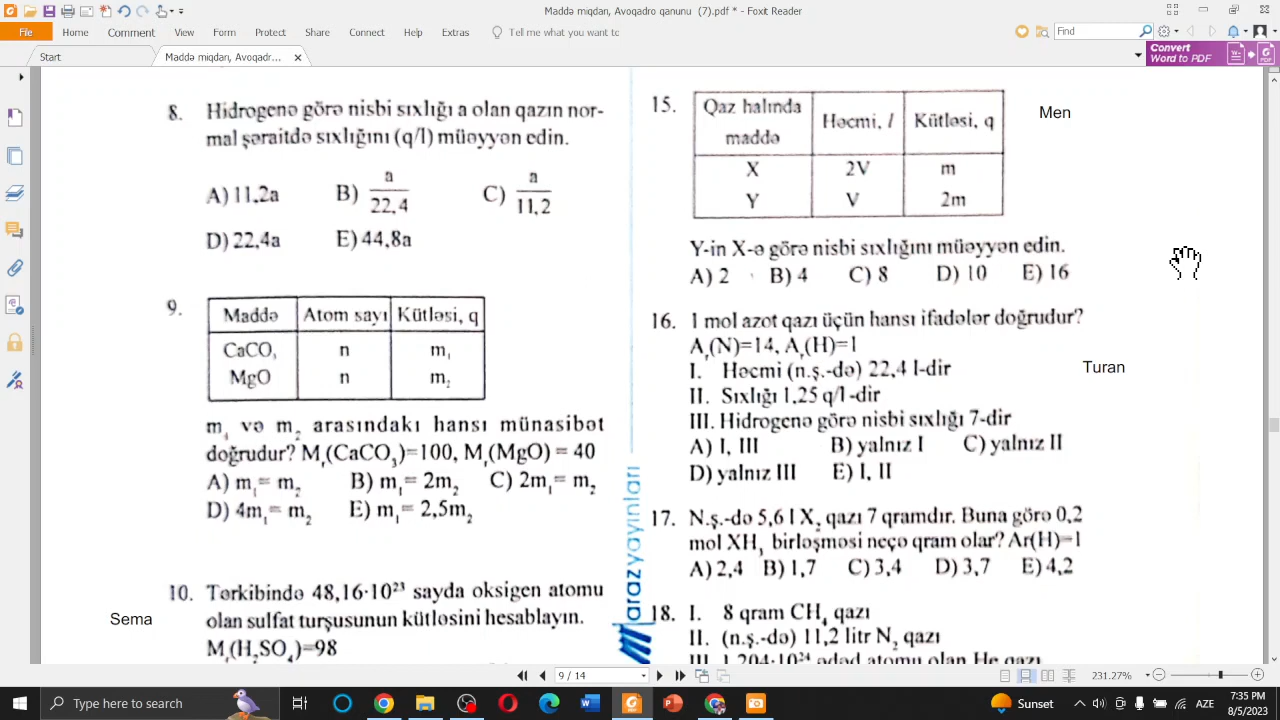 Maddə miqdarı, Avoqadro qanunu (7).pdf * - Foxit Reader
File Home Comment View Form Protect Share Connect Help Extras Tell me what you want to Find
Start Maddə miqdarı, Avoqadr... Convert Word to PDF
8. Hidrogenə görə nisbi sıxlığı a olan qazın nor-
mal şəraitdə sıxlığını (q/l) müəyyən edin.
A) 11,2a B) a/22,4 C) a/11,2
D) 22,4a E) 44,8a
9. Maddə Atom sayı Kütləsi, q
CaCO₃ n m₁
MgO n m₂
m₁ və m₂ arasındakı hansı münasibət
doğrudur? Mᵣ(CaCO₃)=100, Mᵣ(MgO) = 40
A) m₁= m₂ B) m₁= 2m₂ C) 2m₁= m₂
D) 4m₁= m₂ E) m₁= 2,5m₂
10. Tərkibində 48,16·10²³ sayda oksigen atomu
Sema
olan sulfat turşusunun kütləsini hesablayın.
Mᵣ(H₂SO₄)=98
araz yayınları
15. Qaz halında maddə Həcmi, l Kütləsi, q
Men
X 2V m
Y V 2m
Y-in X-ə görə nisbi sıxlığını müəyyən edin.
A) 2 B) 4 C) 8 D) 10 E) 16
16. 1 mol azot qazı üçün hansı ifadələr doğrudur?
Aᵣ(N)=14, Aᵣ(H)=1
I. Həcmi (n.ş.-də) 22,4 l-dir
Turan
II. Sıxlığı 1,25 q/l-dir
III. Hidrogenə görə nisbi sıxlığı 7-dir
A) I, III B) yalnız I C) yalnız II
D) yalnız III E) I, II
17. N.ş.-də 5,6 l X₂ qazı 7 qramdır. Buna görə 0,2
mol XH₃ birləşməsi neçə qram olar? Ar(H)=1
A) 2,4 B) 1,7 C) 3,4 D) 3,7 E) 4,2
18. I. 8 qram CH₄ qazı
II. (n.ş.-də) 11,2 litr N₂ qazı
III. 1,204·10²⁴ ədəd atomu olan He qazı
9 / 14 231.27%
Type here to search Sunset AZE 7:35 PM
8/5/2023